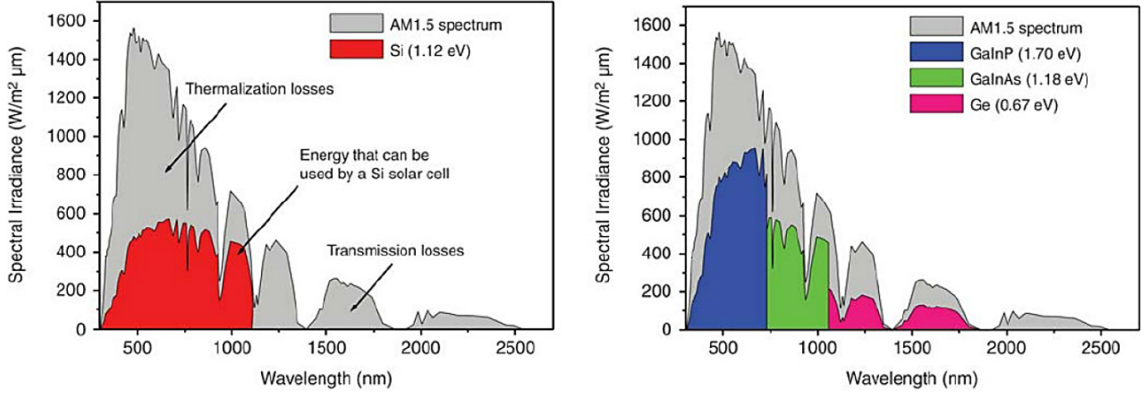 1600
1400
1200
1000
800
600
400
200
0
Spectral Irradiance (W/m² μm)
AM1.5 spectrum
Si (1.12 eV)
Thermalization losses
Energy that can be
used by a Si solar cell
Transmission losses
500 1000 1500 2000 2500
Wavelength (nm)
1600
1400
1200
1000
800
600
400
200
0
Spectral Irradiance (W/m² μm)
AM1.5 spectrum
GaInP (1.70 eV)
GaInAs (1.18 eV)
Ge (0.67 eV)
500 1000 1500 2000 2500
Wavelength (nm)